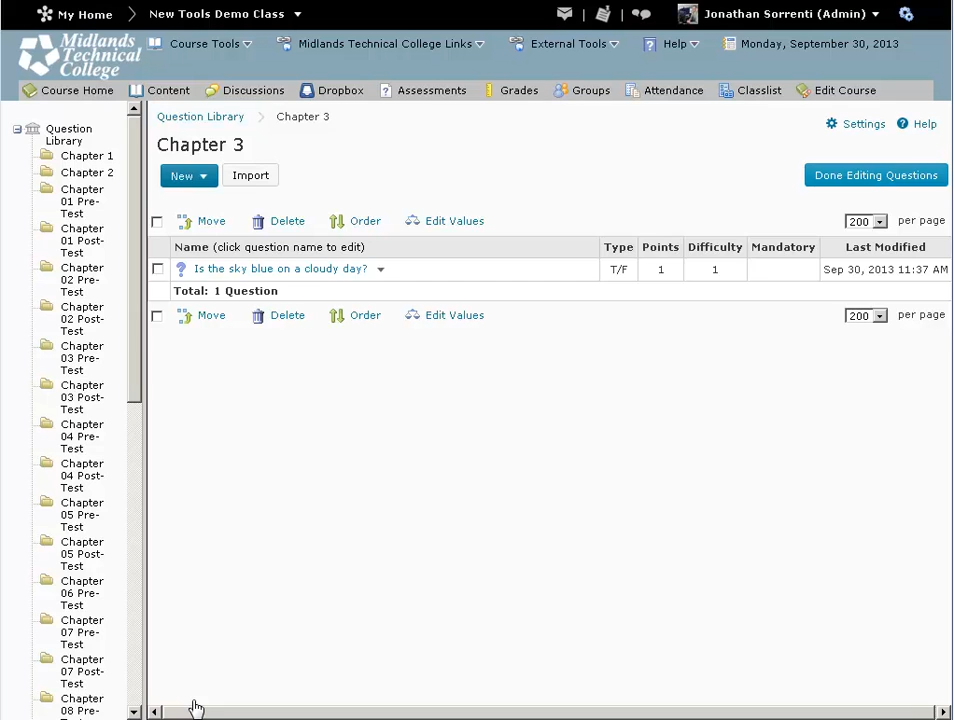 My Home
New Tools Demo Class
Jonathan Sorrenti (Admin)
Midlands
Technical
College
Course Tools
Midlands Technical College Links
External Tools
Help
Monday, September 30, 2013
Course Home
Content
Discussions
Dropbox
Assessments
Grades
Groups
Attendance
Classlist
Edit Course
Question
Library
Chapter 1
Chapter 2
Chapter
01 Pre-
Test
Chapter
01 Post-
Test
Chapter
02 Pre-
Test
Chapter
02 Post-
Test
Chapter
03 Pre-
Test
Chapter
03 Post-
Test
Chapter
04 Pre-
Test
Chapter
04 Post-
Test
Chapter
05 Pre-
Test
Chapter
05 Post-
Test
Chapter
06 Pre-
Test
Chapter
07 Pre-
Test
Chapter
07 Post-
Test
Chapter
08 Pre-
Question Library
Chapter 3
Settings
Help
Chapter 3
New
Import
Done Editing Questions
Move
Delete
Order
Edit Values
200
per page
Name (click question name to edit)
Type
Points
Difficulty
Mandatory
Last Modified
Is the sky blue on a cloudy day?
T/F
1
1
Sep 30, 2013 11:37 AM
Total: 1 Question
Move
Delete
Order
Edit Values
200
per page